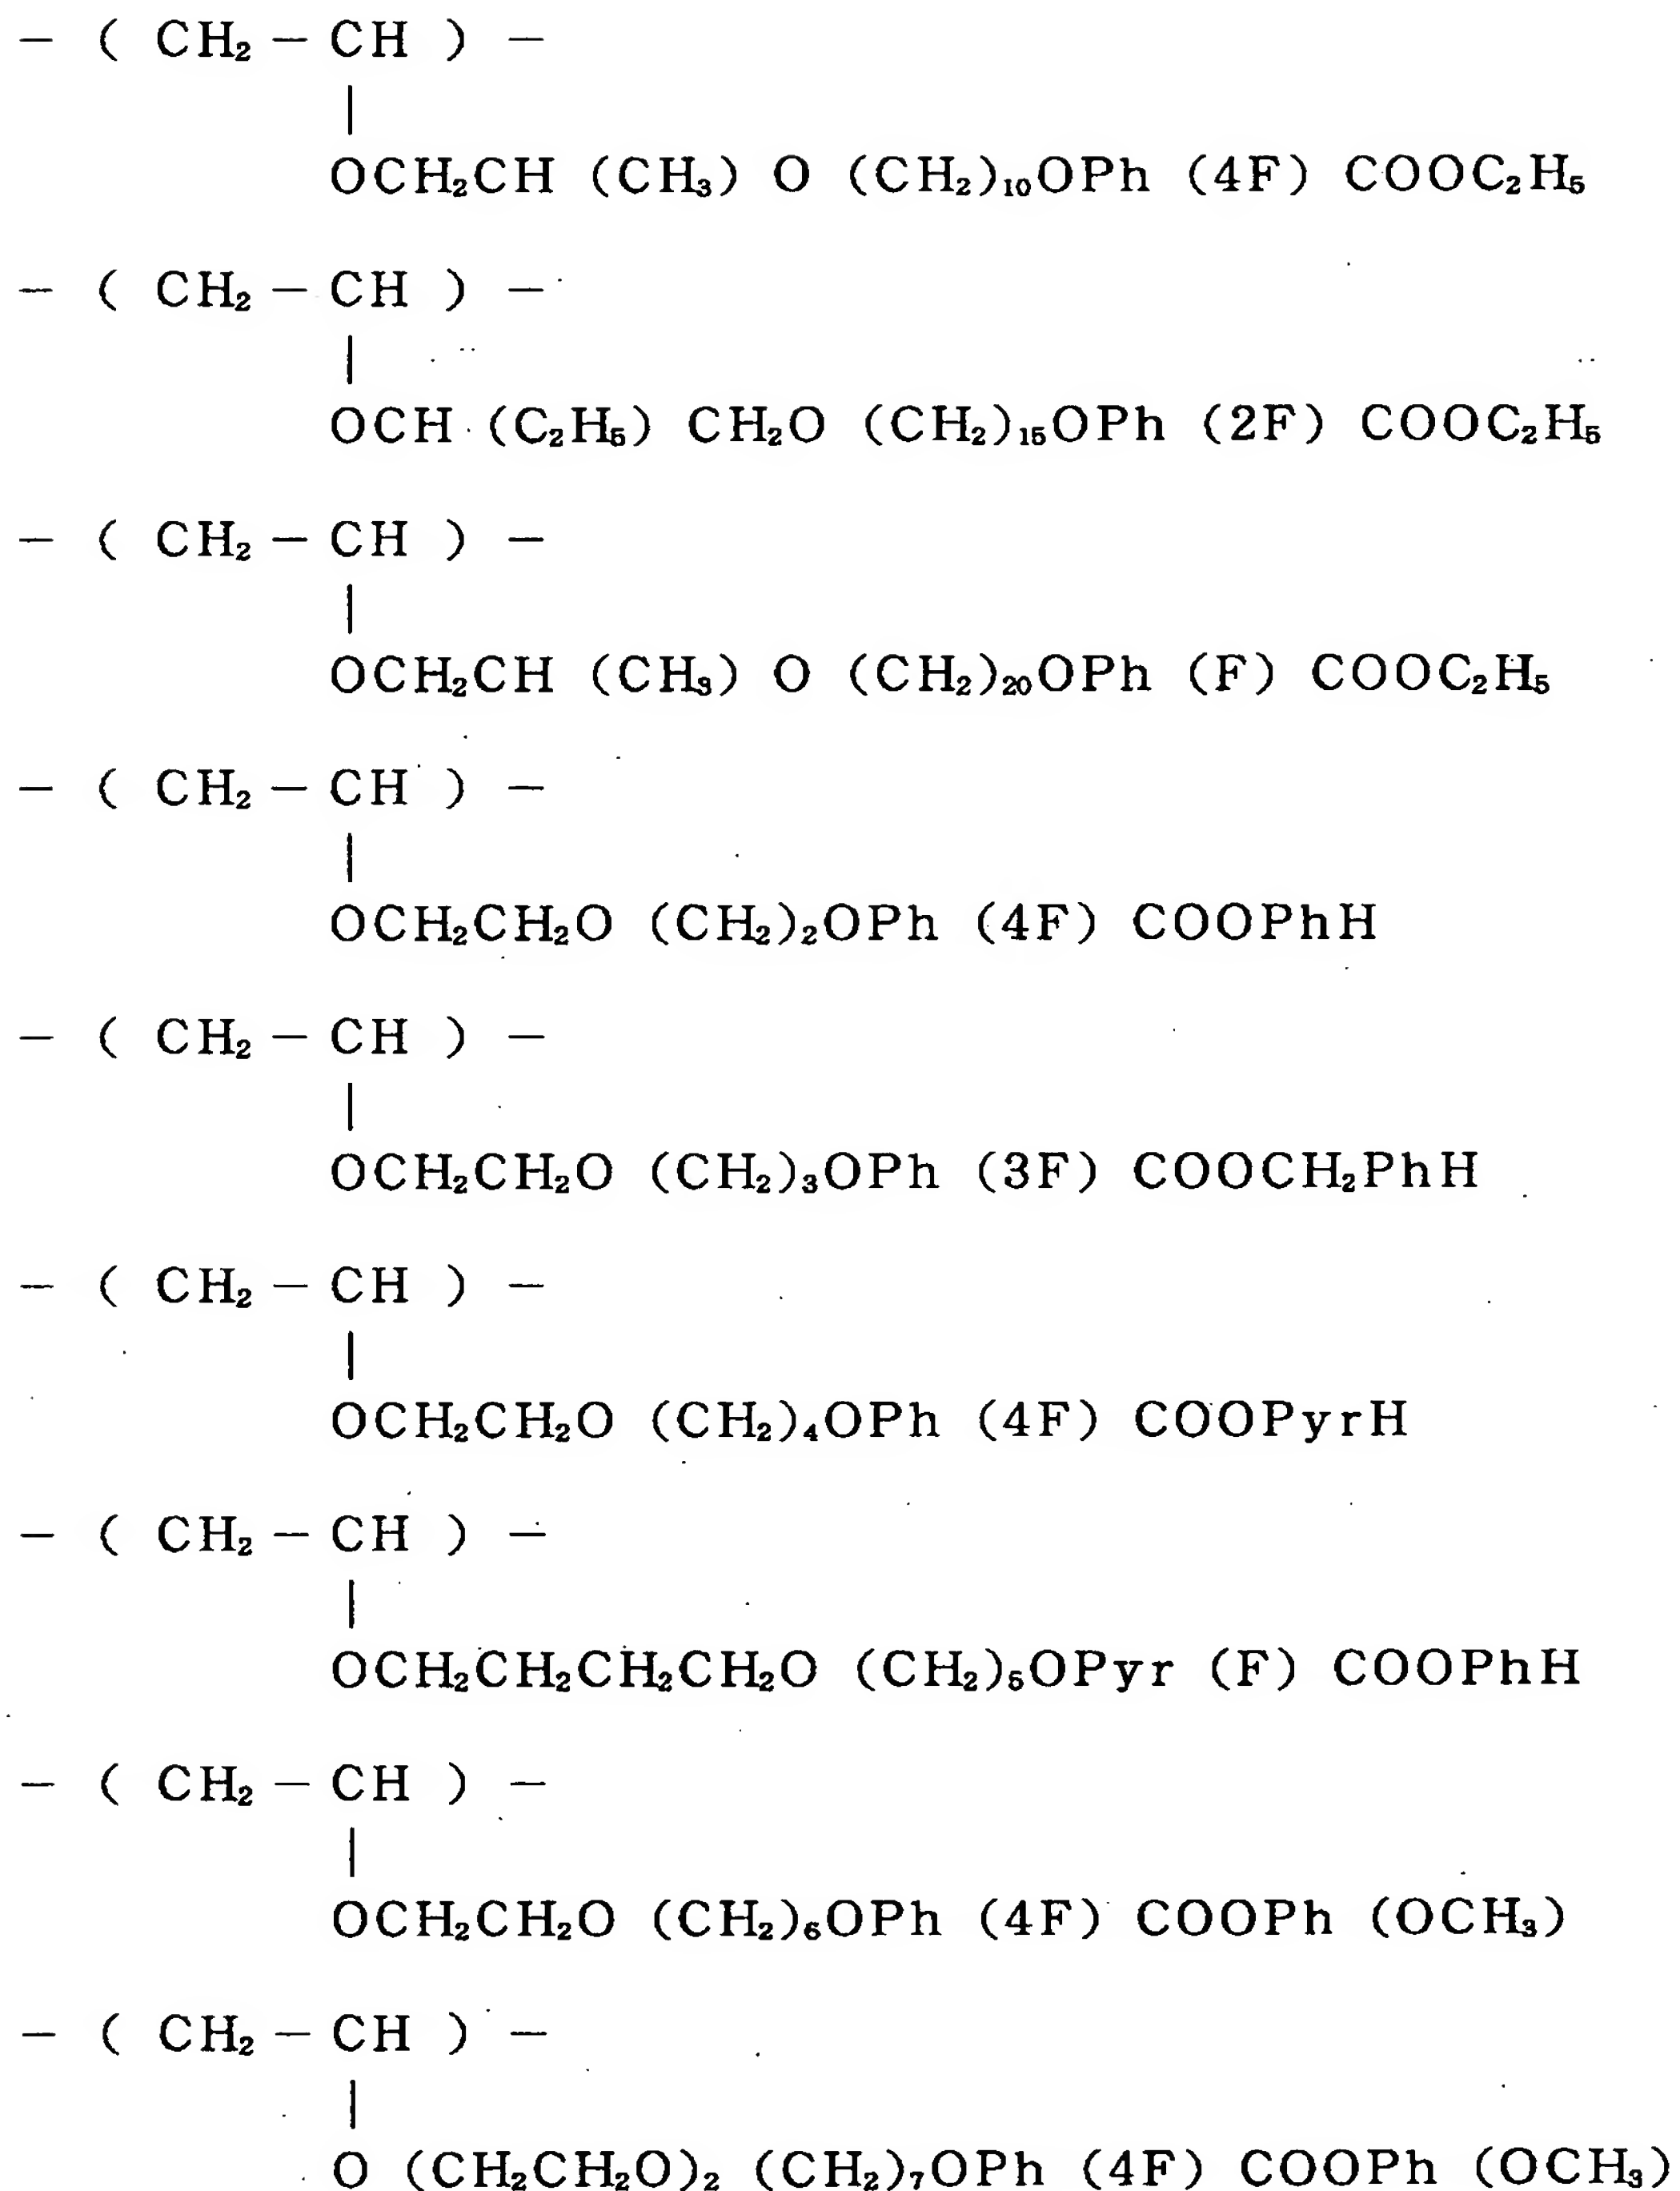 — ( CH₂ — CH ) —
|
OCH₂CH (CH₃) O (CH₂)₁₀OPh (4F) COOC₂H₅
— ( CH₂ — CH ) —
|
OCH (C₂H₅) CH₂O (CH₂)₁₅OPh (2F) COOC₂H₅
— ( CH₂ — CH ) —
|
OCH₂CH (CH₃) O (CH₂)₂₀OPh (F) COOC₂H₅
— ( CH₂ — CH ) —
|
OCH₂CH₂O (CH₂)₂OPh (4F) COOPhH
— ( CH₂ — CH ) —
|
OCH₂CH₂O (CH₂)₃OPh (3F) COOCH₂PhH
— ( CH₂ — CH ) —
|
OCH₂CH₂O (CH₂)₄OPh (4F) COOPyrH
— ( CH₂ — CH ) —
|
OCH₂CH₂CH₂CH₂O (CH₂)₅OPyr (F) COOPhH
— ( CH₂ — CH ) —
|
OCH₂CH₂O (CH₂)₆OPh (4F) COOPh (OCH₃)
— ( CH₂ — CH ) —
|
O (CH₂CH₂O)₂ (CH₂)₇OPh (4F) COOPh (OCH₃)